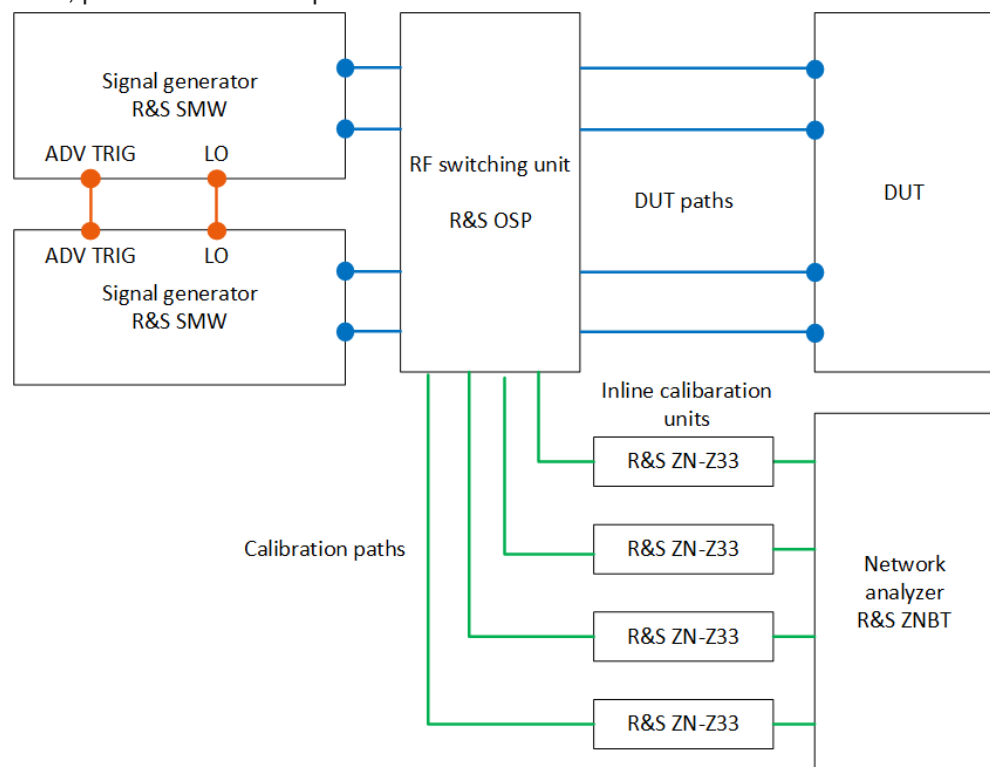 Signal generator
R&S SMW
ADV TRIG
LO
ADV TRIG
LO
Signal generator
R&S SMW
RF switching unit
R&S OSP
DUT paths
DUT
Inline calibaration
units
R&S ZN-Z33
R&S ZN-Z33
R&S ZN-Z33
R&S ZN-Z33
Calibration paths
Network
analyzer
R&S ZNBT